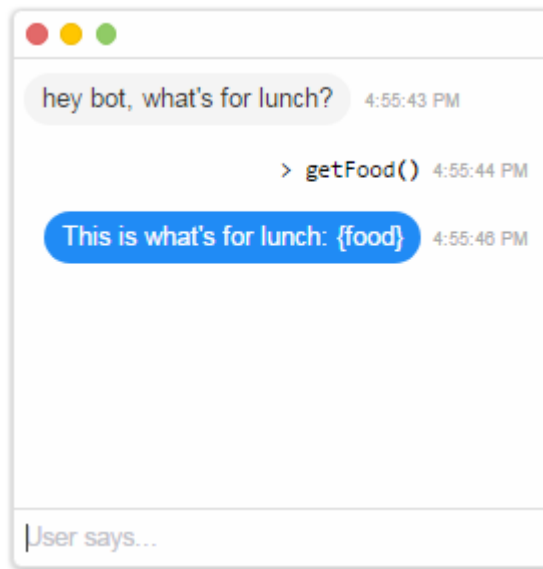 hey bot, what's for lunch? 4:55:43 PM
> getFood() 4:55:44 PM
This is what's for lunch: {food} 4:55:46 PM
User says...